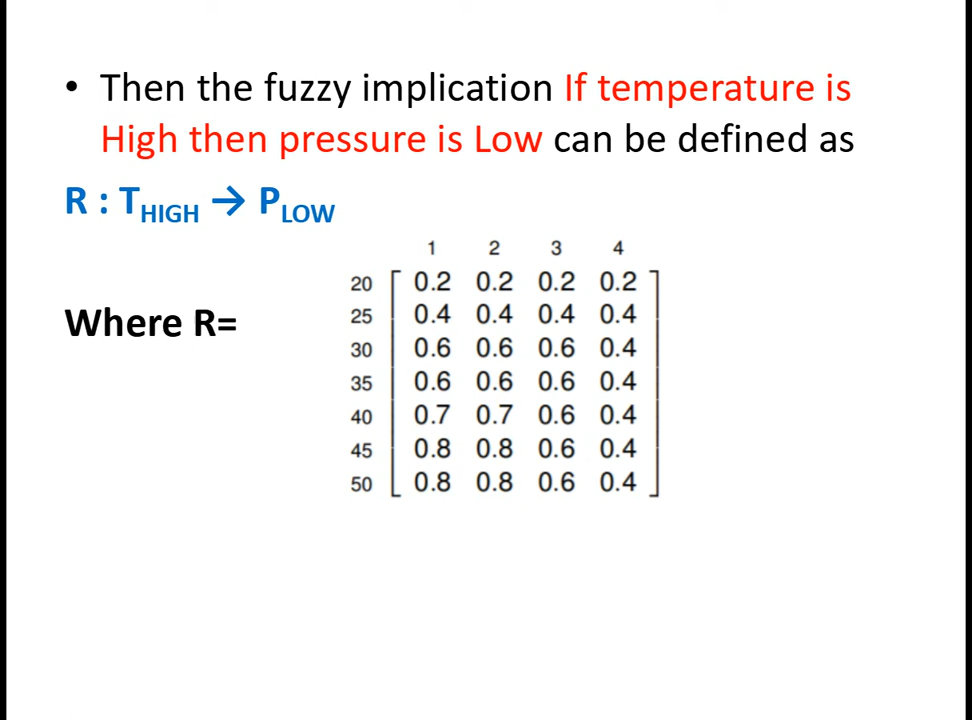 • Then the fuzzy implication If temperature is
High then pressure is Low can be defined as
R : THIGH → PLOW
1 2 3 4
20 0.2 0.2 0.2 0.2
25 0.4 0.4 0.4 0.4
Where R=
30 0.6 0.6 0.6 0.4
35 0.6 0.6 0.6 0.4
40 0.7 0.7 0.6 0.4
45 0.8 0.8 0.6 0.4
50 0.8 0.8 0.6 0.4